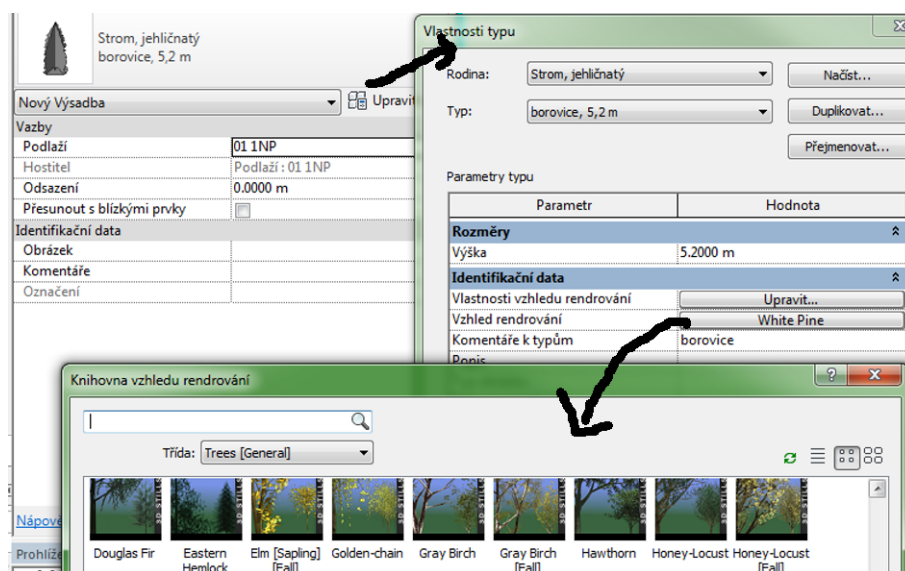 Strom, jehličnatý
borovice, 5,2 m
Nový Výsadba
Upravit
Vazby
Podlaží 01 1NP
Hostitel Podlaží : 01 1NP
Odsazení 0.0000 m
Přesunout s blízkými prvky
Identifikační data
Obrázek
Komentáře
Označení
Nápově
Prohlíže
Vlastnosti typu
Rodina: Strom, jehličnatý Načíst...
Typ: borovice, 5,2 m Duplikovat...
Přejmenovat...
Parametry typu
Parametr Hodnota
Rozměry
Výška 5.2000 m
Identifikační data
Vlastnosti vzhledu rendrování Upravit...
Vzhled rendrování White Pine
Komentáře k typům borovice
Popis
Knihovna vzhledu rendrování
Třída: Trees [General]
Douglas Fir Eastern Elm [Sapling] Golden-chain Gray Birch Gray Birch Hawthorn Honey-Locust Honey-Locust
Hemlock [Fall] [Fall] [Fall]